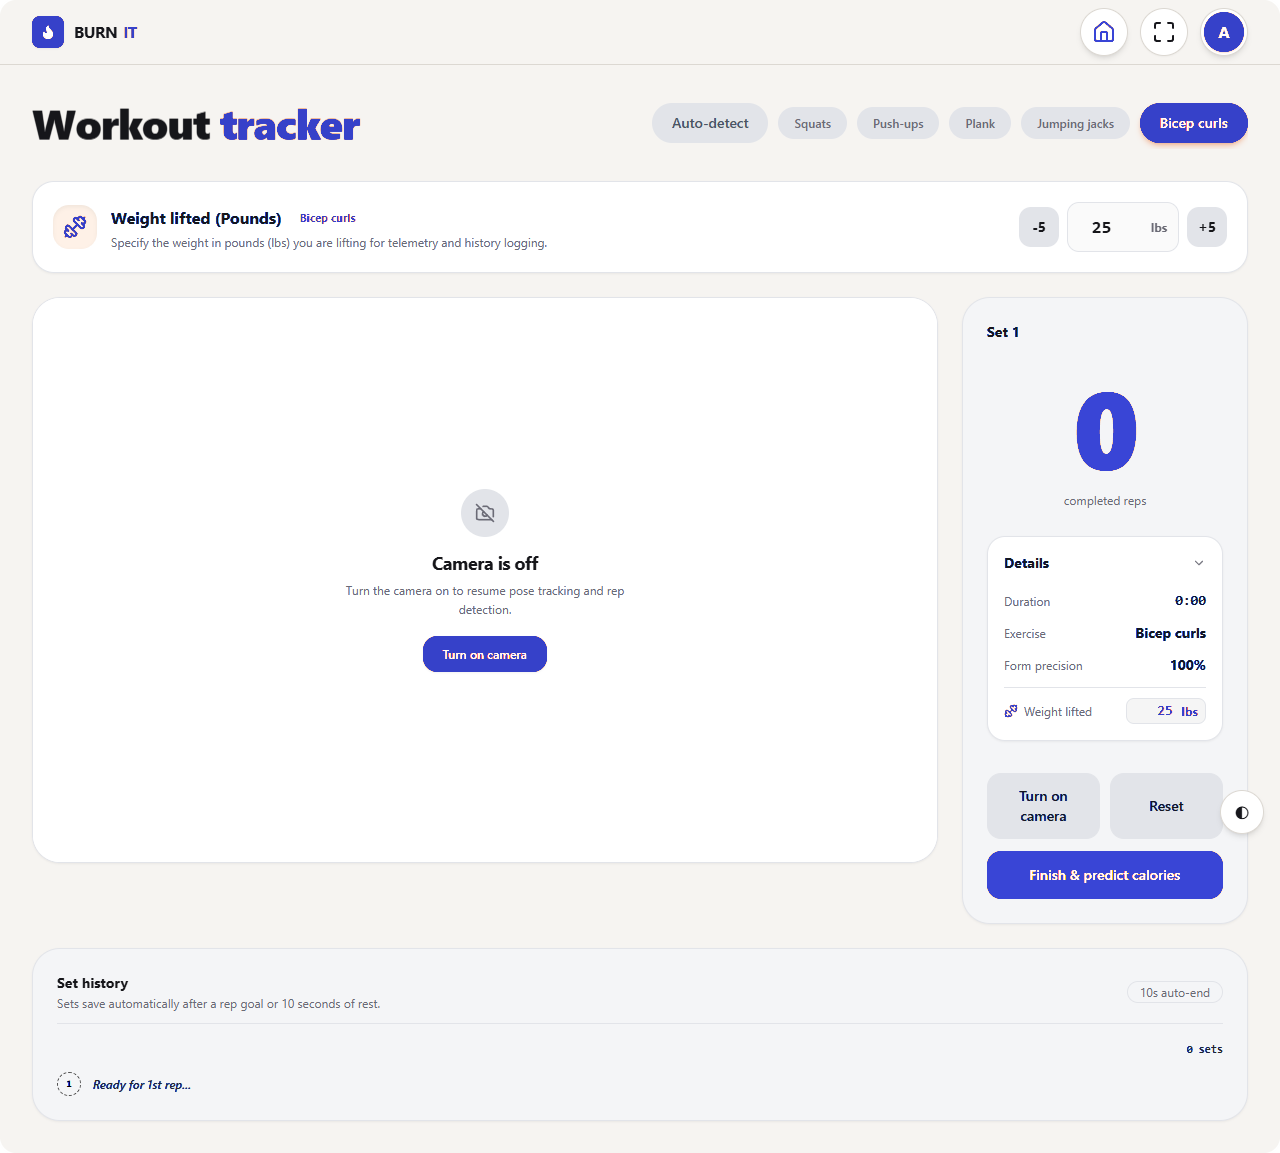 BURN IT
A
Workout tracker
Auto-detect
Squats
Push-ups
Plank
Jumping jacks
Bicep curls
Weight lifted (Pounds)
Bicep curls
Specify the weight in pounds (lbs) you are lifting for telemetry and history logging.
-5
25
lbs
+5
Camera is off
Turn the camera on to resume pose tracking and rep
detection.
Turn on camera
Set 1
0
completed reps
Details
Duration
0:00
Exercise
Bicep curls
Form precision
100%
Weight lifted
25 lbs
Turn on
camera
Reset
Finish & predict calories
Set history
Sets save automatically after a rep goal or 10 seconds of rest.
10s auto-end
0 sets
1
Ready for 1st rep...